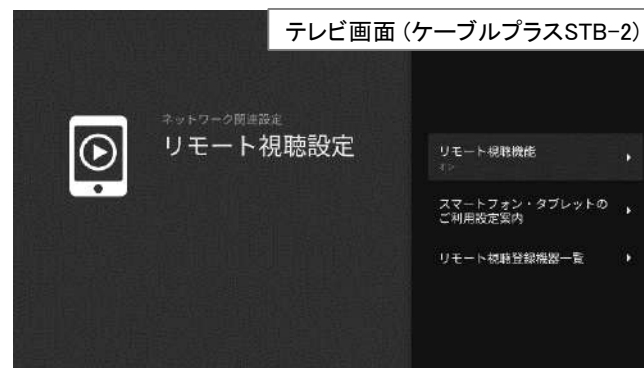 テレビ画面 (ケーブルプラスSTB-2)
ネットワーク関連設定
リモート視聴設定
リモート視聴機能
オン
スマートフォン・タブレットの
ご利用設定案内
リモート視聴登録機器一覧